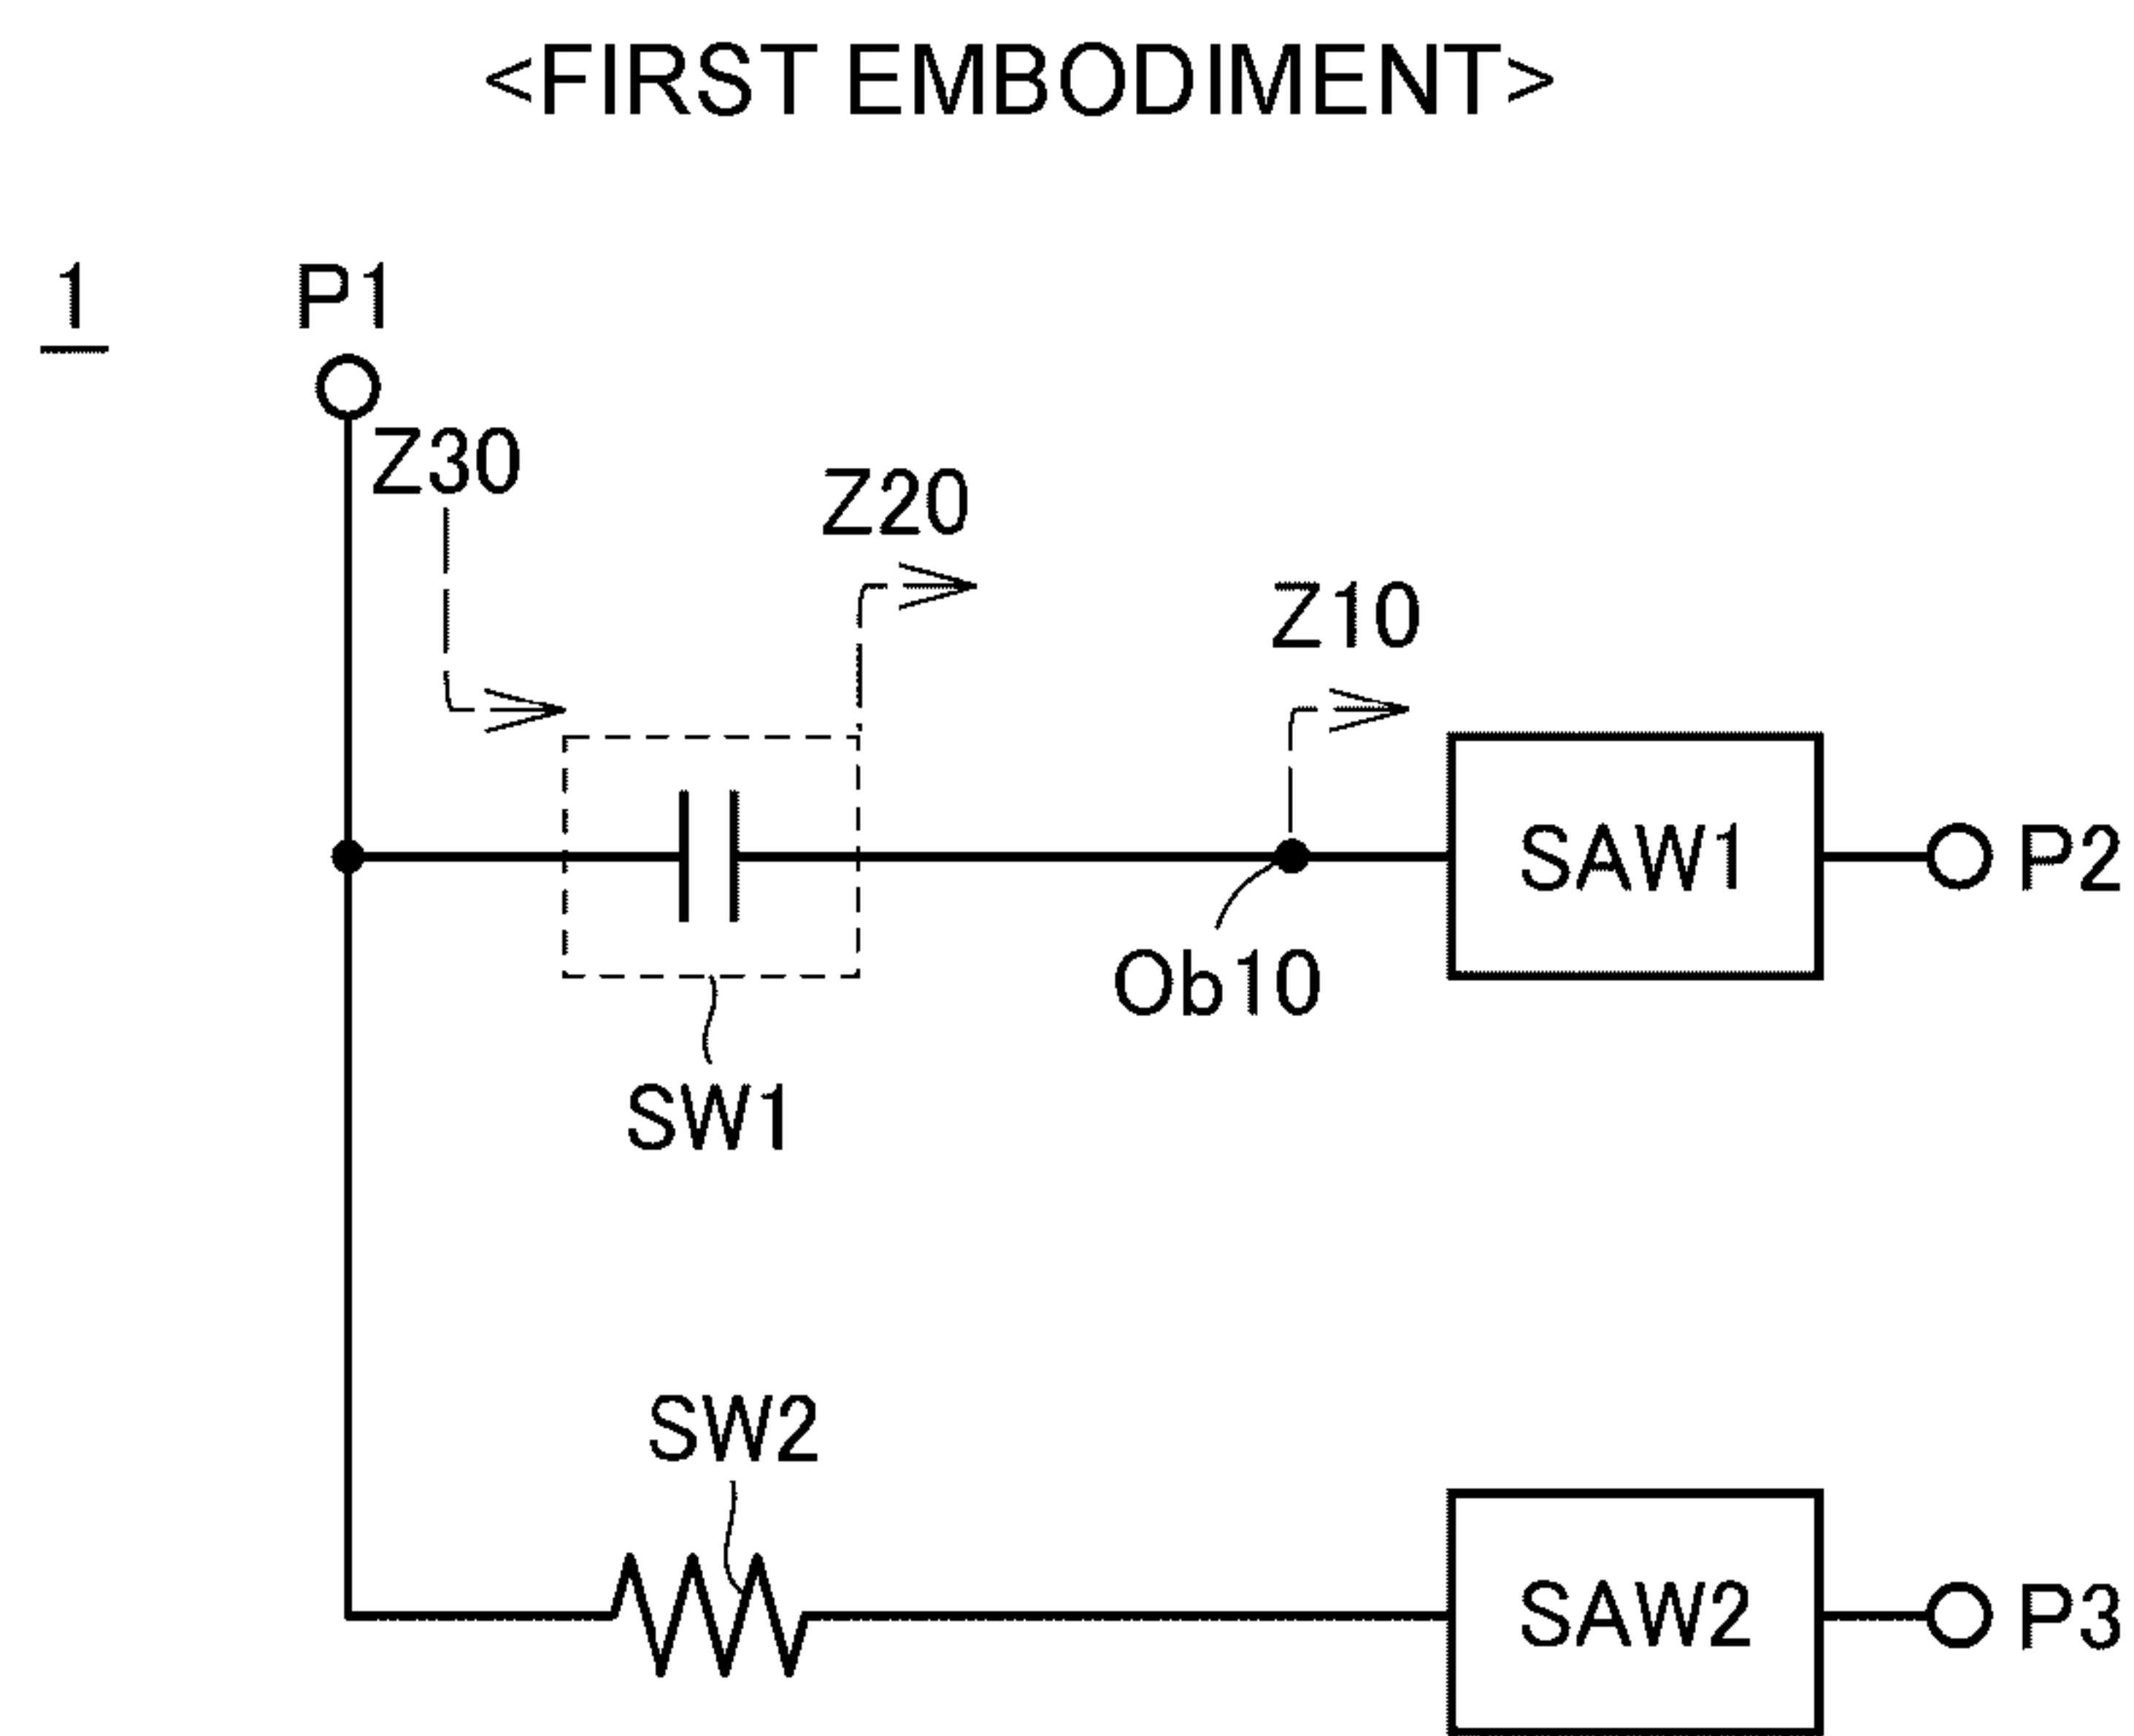 <FIRST EMBODIMENT>
1
P1
Z30
Z20
Z10
SAW1
P2
Ob10
SW1
SW2
SAW2
P3